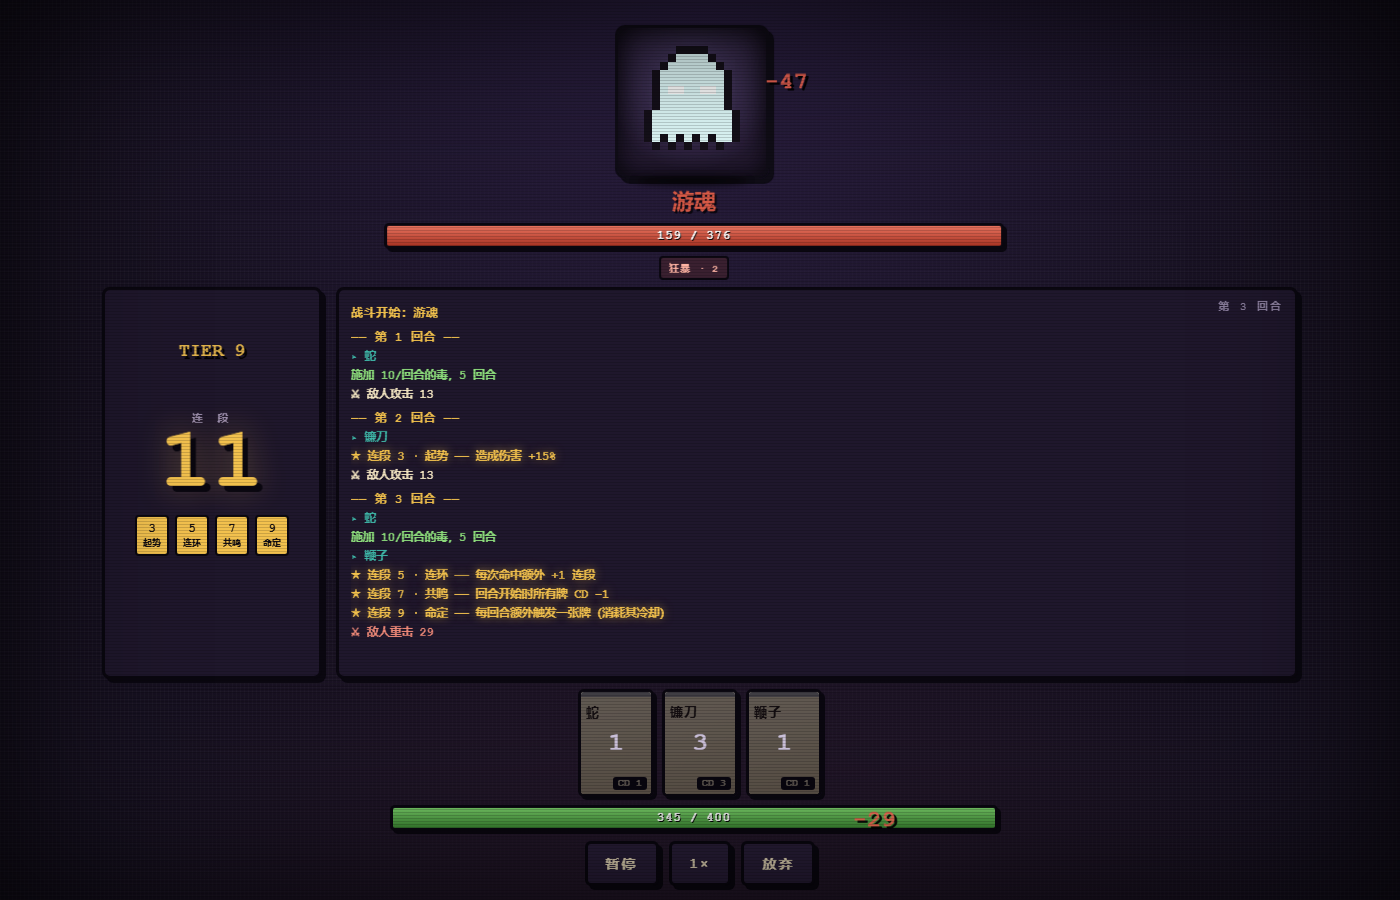 -47
游魂
159 / 376
狂暴 · 2
TIER 9
连 段
11
3 起势
5 连环
7 共鸣
9 命定
第 3 回合
战斗开始: 游魂
—— 第 1 回合 ——
➤ 蛇
施加 10/回合的毒, 5 回合
⚔ 敌人攻击 13
—— 第 2 回合 ——
➤ 镰刀
★ 连段 3 · 起势 —— 造成伤害 +15%
⚔ 敌人攻击 13
—— 第 3 回合 ——
➤ 蛇
施加 10/回合的毒, 5 回合
➤ 鞭子
★ 连段 5 · 连环 —— 每次命中额外 +1 连段
★ 连段 7 · 共鸣 —— 回合开始时所有牌 CD -1
★ 连段 9 · 命定 —— 每回合额外触发一张牌 (消耗其冷却)
⚔ 敌人重击 29
蛇
1
CD 1
镰刀
3
CD 3
鞭子
1
CD 1
345 / 400
-29
暂停
1×
放弃